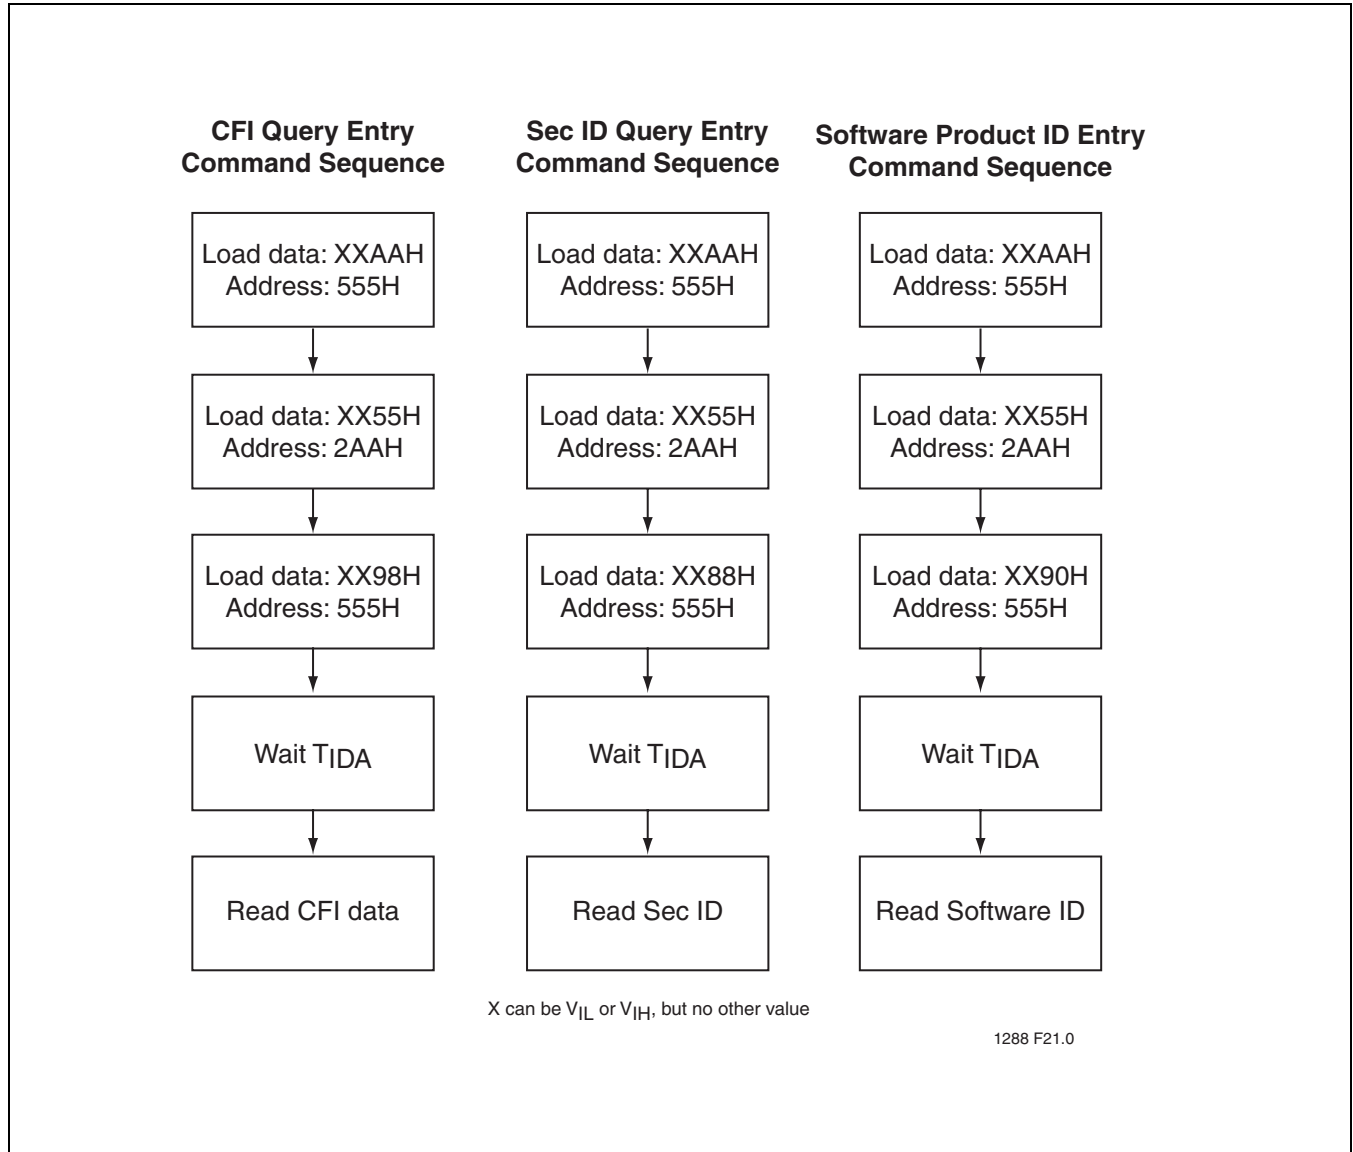 CFI Query Entry
Command Sequence
Load data: XXAAH
Address: 555H
Load data: XX55H
Address: 2AAH
Load data: XX98H
Address: 555H
Wait TIDA
Read CFI data
Sec ID Query Entry
Command Sequence
Load data: XXAAH
Address: 555H
Load data: XX55H
Address: 2AAH
Load data: XX88H
Address: 555H
Wait TIDA
Read Sec ID
Software Product ID Entry
Command Sequence
Load data: XXAAH
Address: 555H
Load data: XX55H
Address: 2AAH
Load data: XX90H
Address: 555H
Wait TIDA
Read Software ID
X can be VIL or VIH, but no other value
1288 F21.0